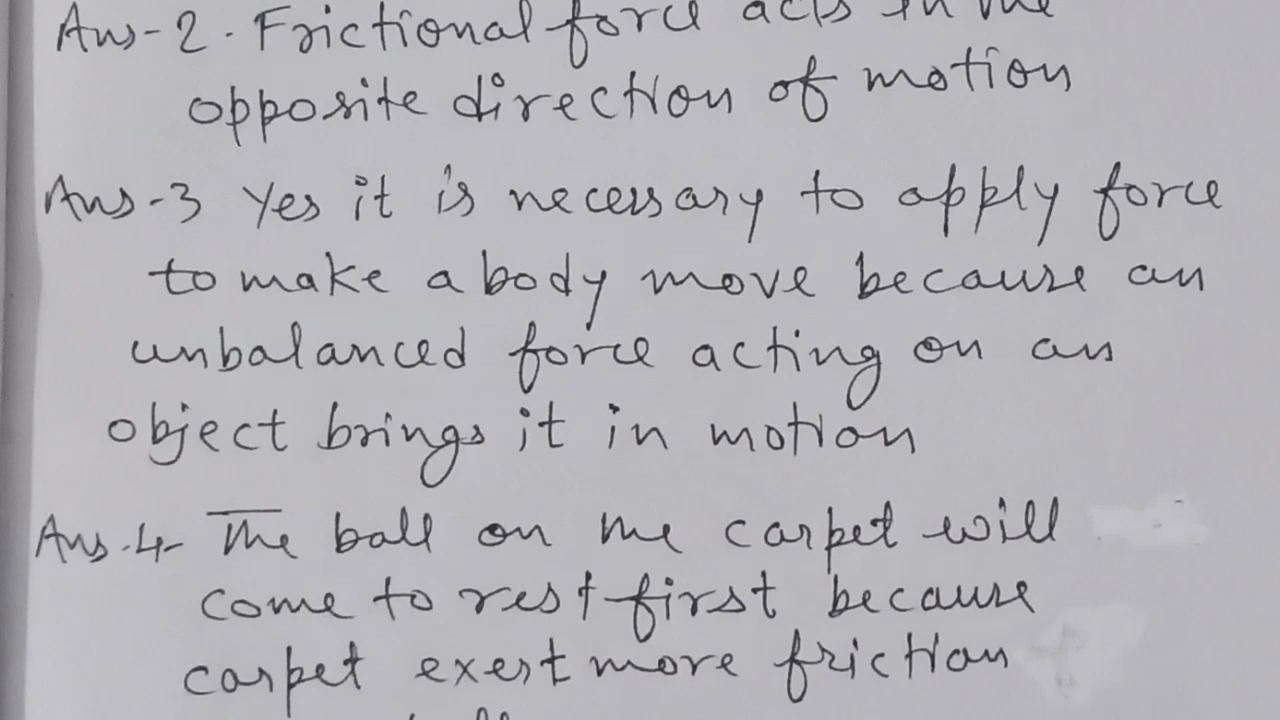 Ans-2. Frictional force acts in the
opposite direction of motion
Ans-3 Yes it is necessary to apply force
to make a body move because an
unbalanced force acting on an
object brings it in motion
Ans.4- The ball on the carpet will
come to rest first because
carpet exert more friction